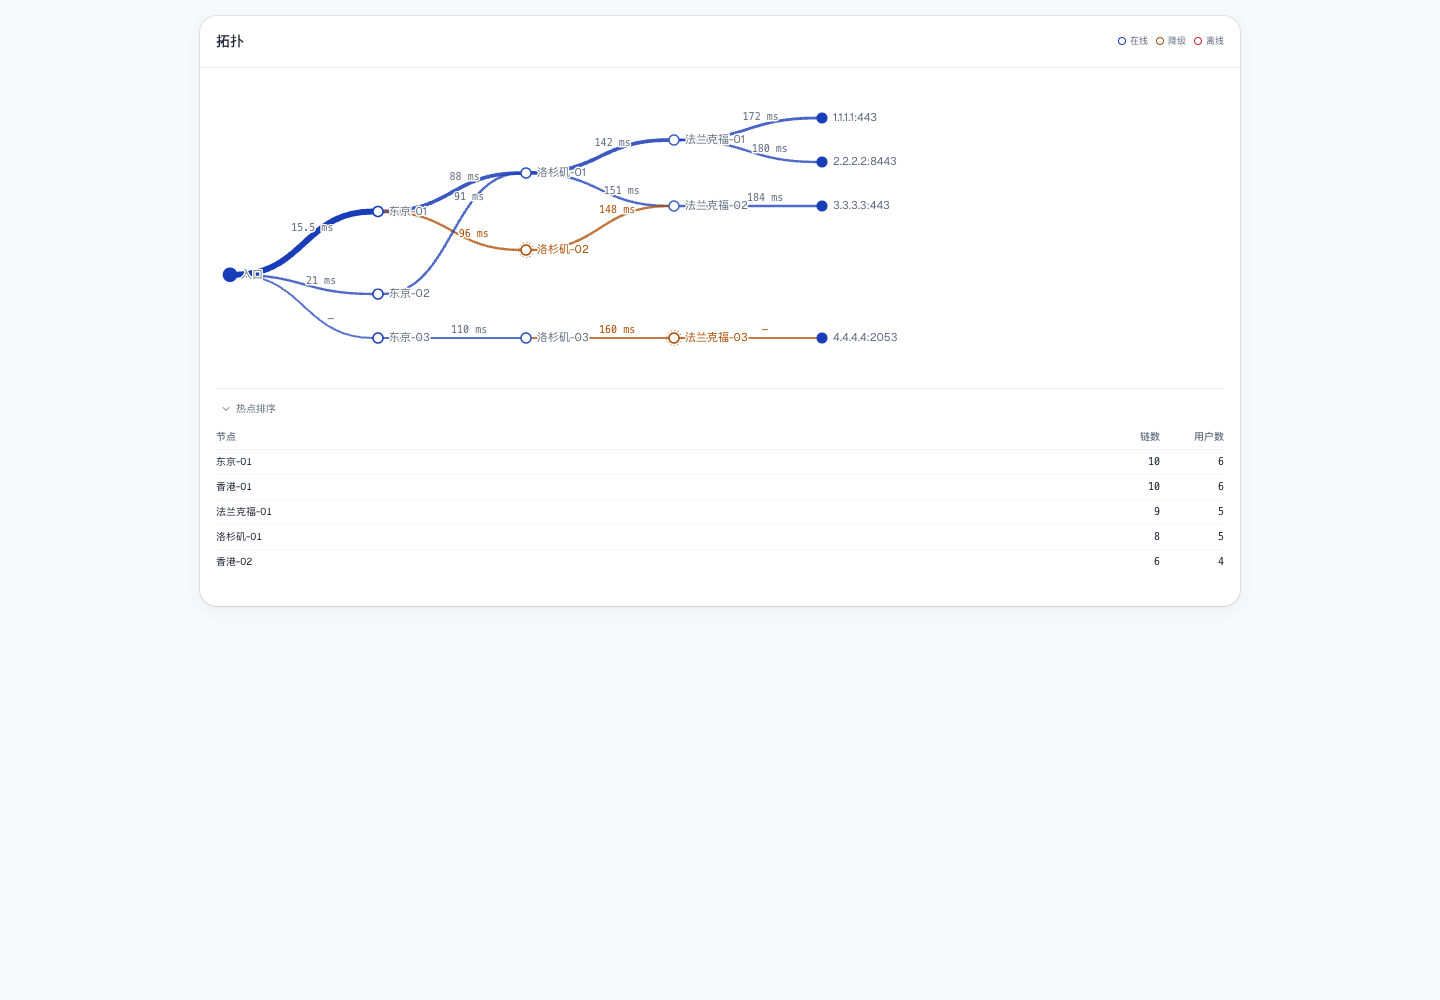 拓扑
在线 降级 离线
172 ms
1.1.1.1:443
142 ms
法兰克福-01
180 ms
2.2.2.2:8443
88 ms
洛杉矶-01
91 ms
151 ms
184 ms
法兰克福-02
3.3.3.3:443
148 ms
东京-01
15.5 ms
96 ms
洛杉矶-02
入口
21 ms
东京-02
—
东京-03
110 ms
洛杉矶-03
160 ms
法兰克福-03
—
4.4.4.4:2053
热点排序
节点 链数 用户数
东京-01 10 6
香港-01 10 6
法兰克福-01 9 5
洛杉矶-01 8 5
香港-02 6 4